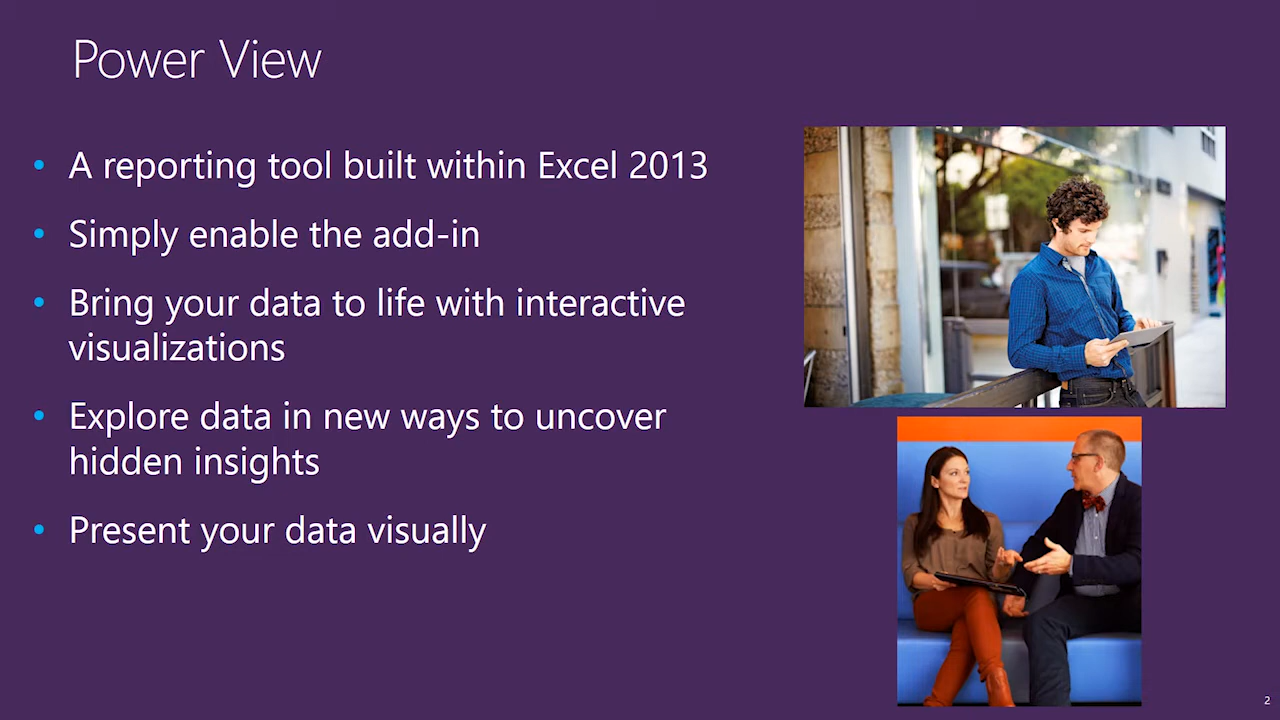 Power View
• A reporting tool built within Excel 2013
• Simply enable the add-in
• Bring your data to life with interactive
visualizations
• Explore data in new ways to uncover
hidden insights
• Present your data visually
2